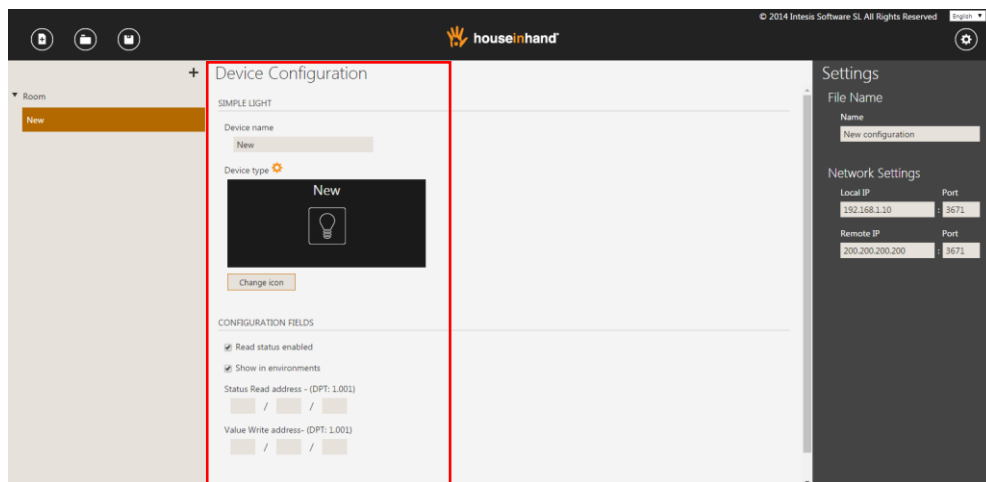 © 2014 Intesis Software SL All Rights Reserved English
houseinhand
+ Device Configuration Settings
Room
New
SIMPLE LIGHT
Device name
New
Device type
New
Change icon
CONFIGURATION FIELDS
Read status enabled
Show in environments
Status Read address - (DPT: 1.001)
/ /
Value Write address- (DPT: 1.001)
/ /
File Name
Name
New configuration
Network Settings
Local IP Port
192.168.1.10 : 3671
Remote IP Port
200.200.200.200 : 3671